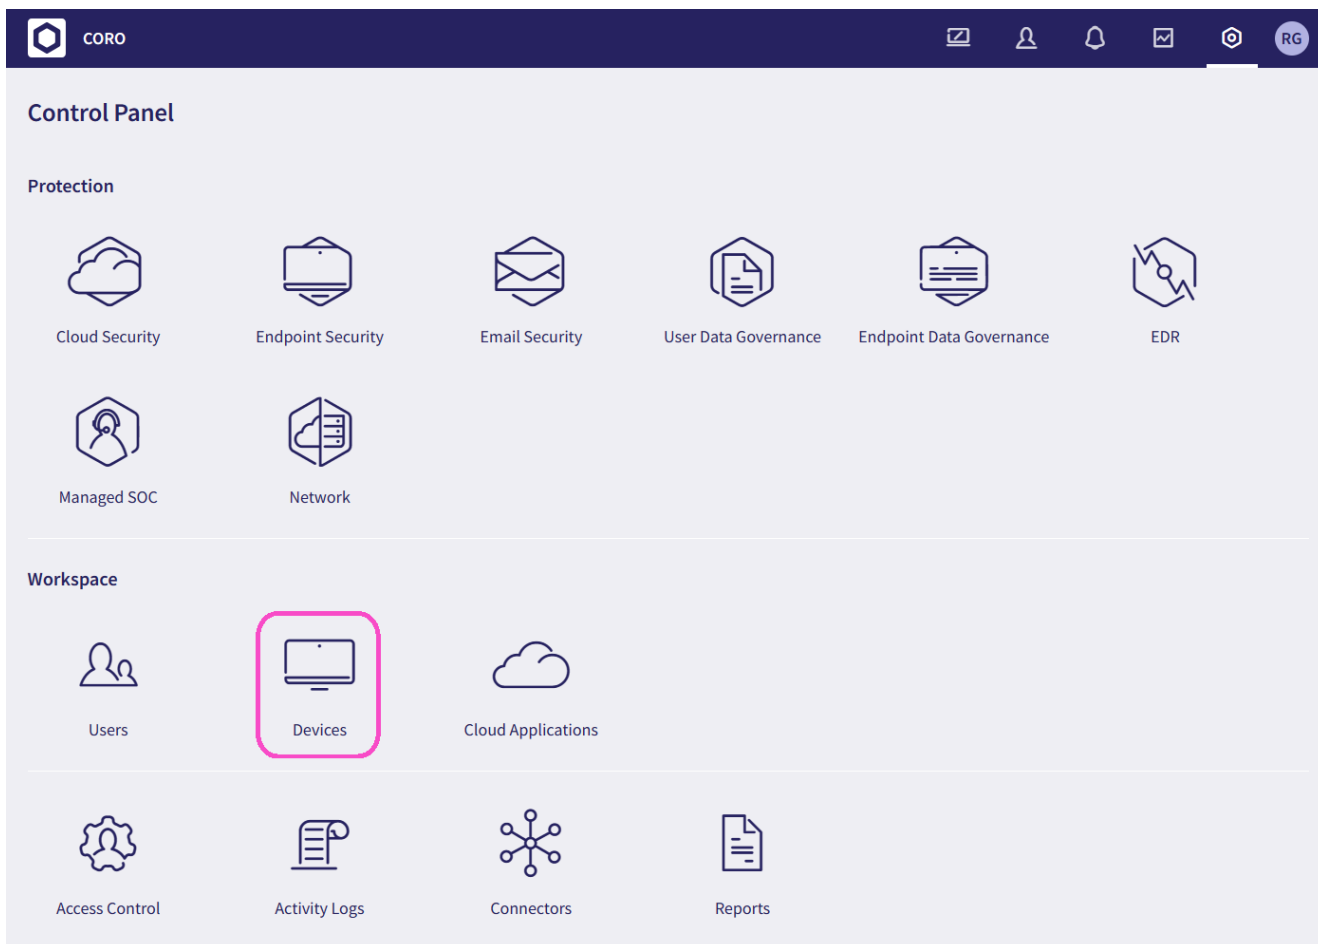 CORO
RG
Control Panel
Protection
Cloud Security
Endpoint Security
Email Security
User Data Governance
Endpoint Data Governance
EDR
Managed SOC
Network
Workspace
Users
Devices
Cloud Applications
Access Control
Activity Logs
Connectors
Reports